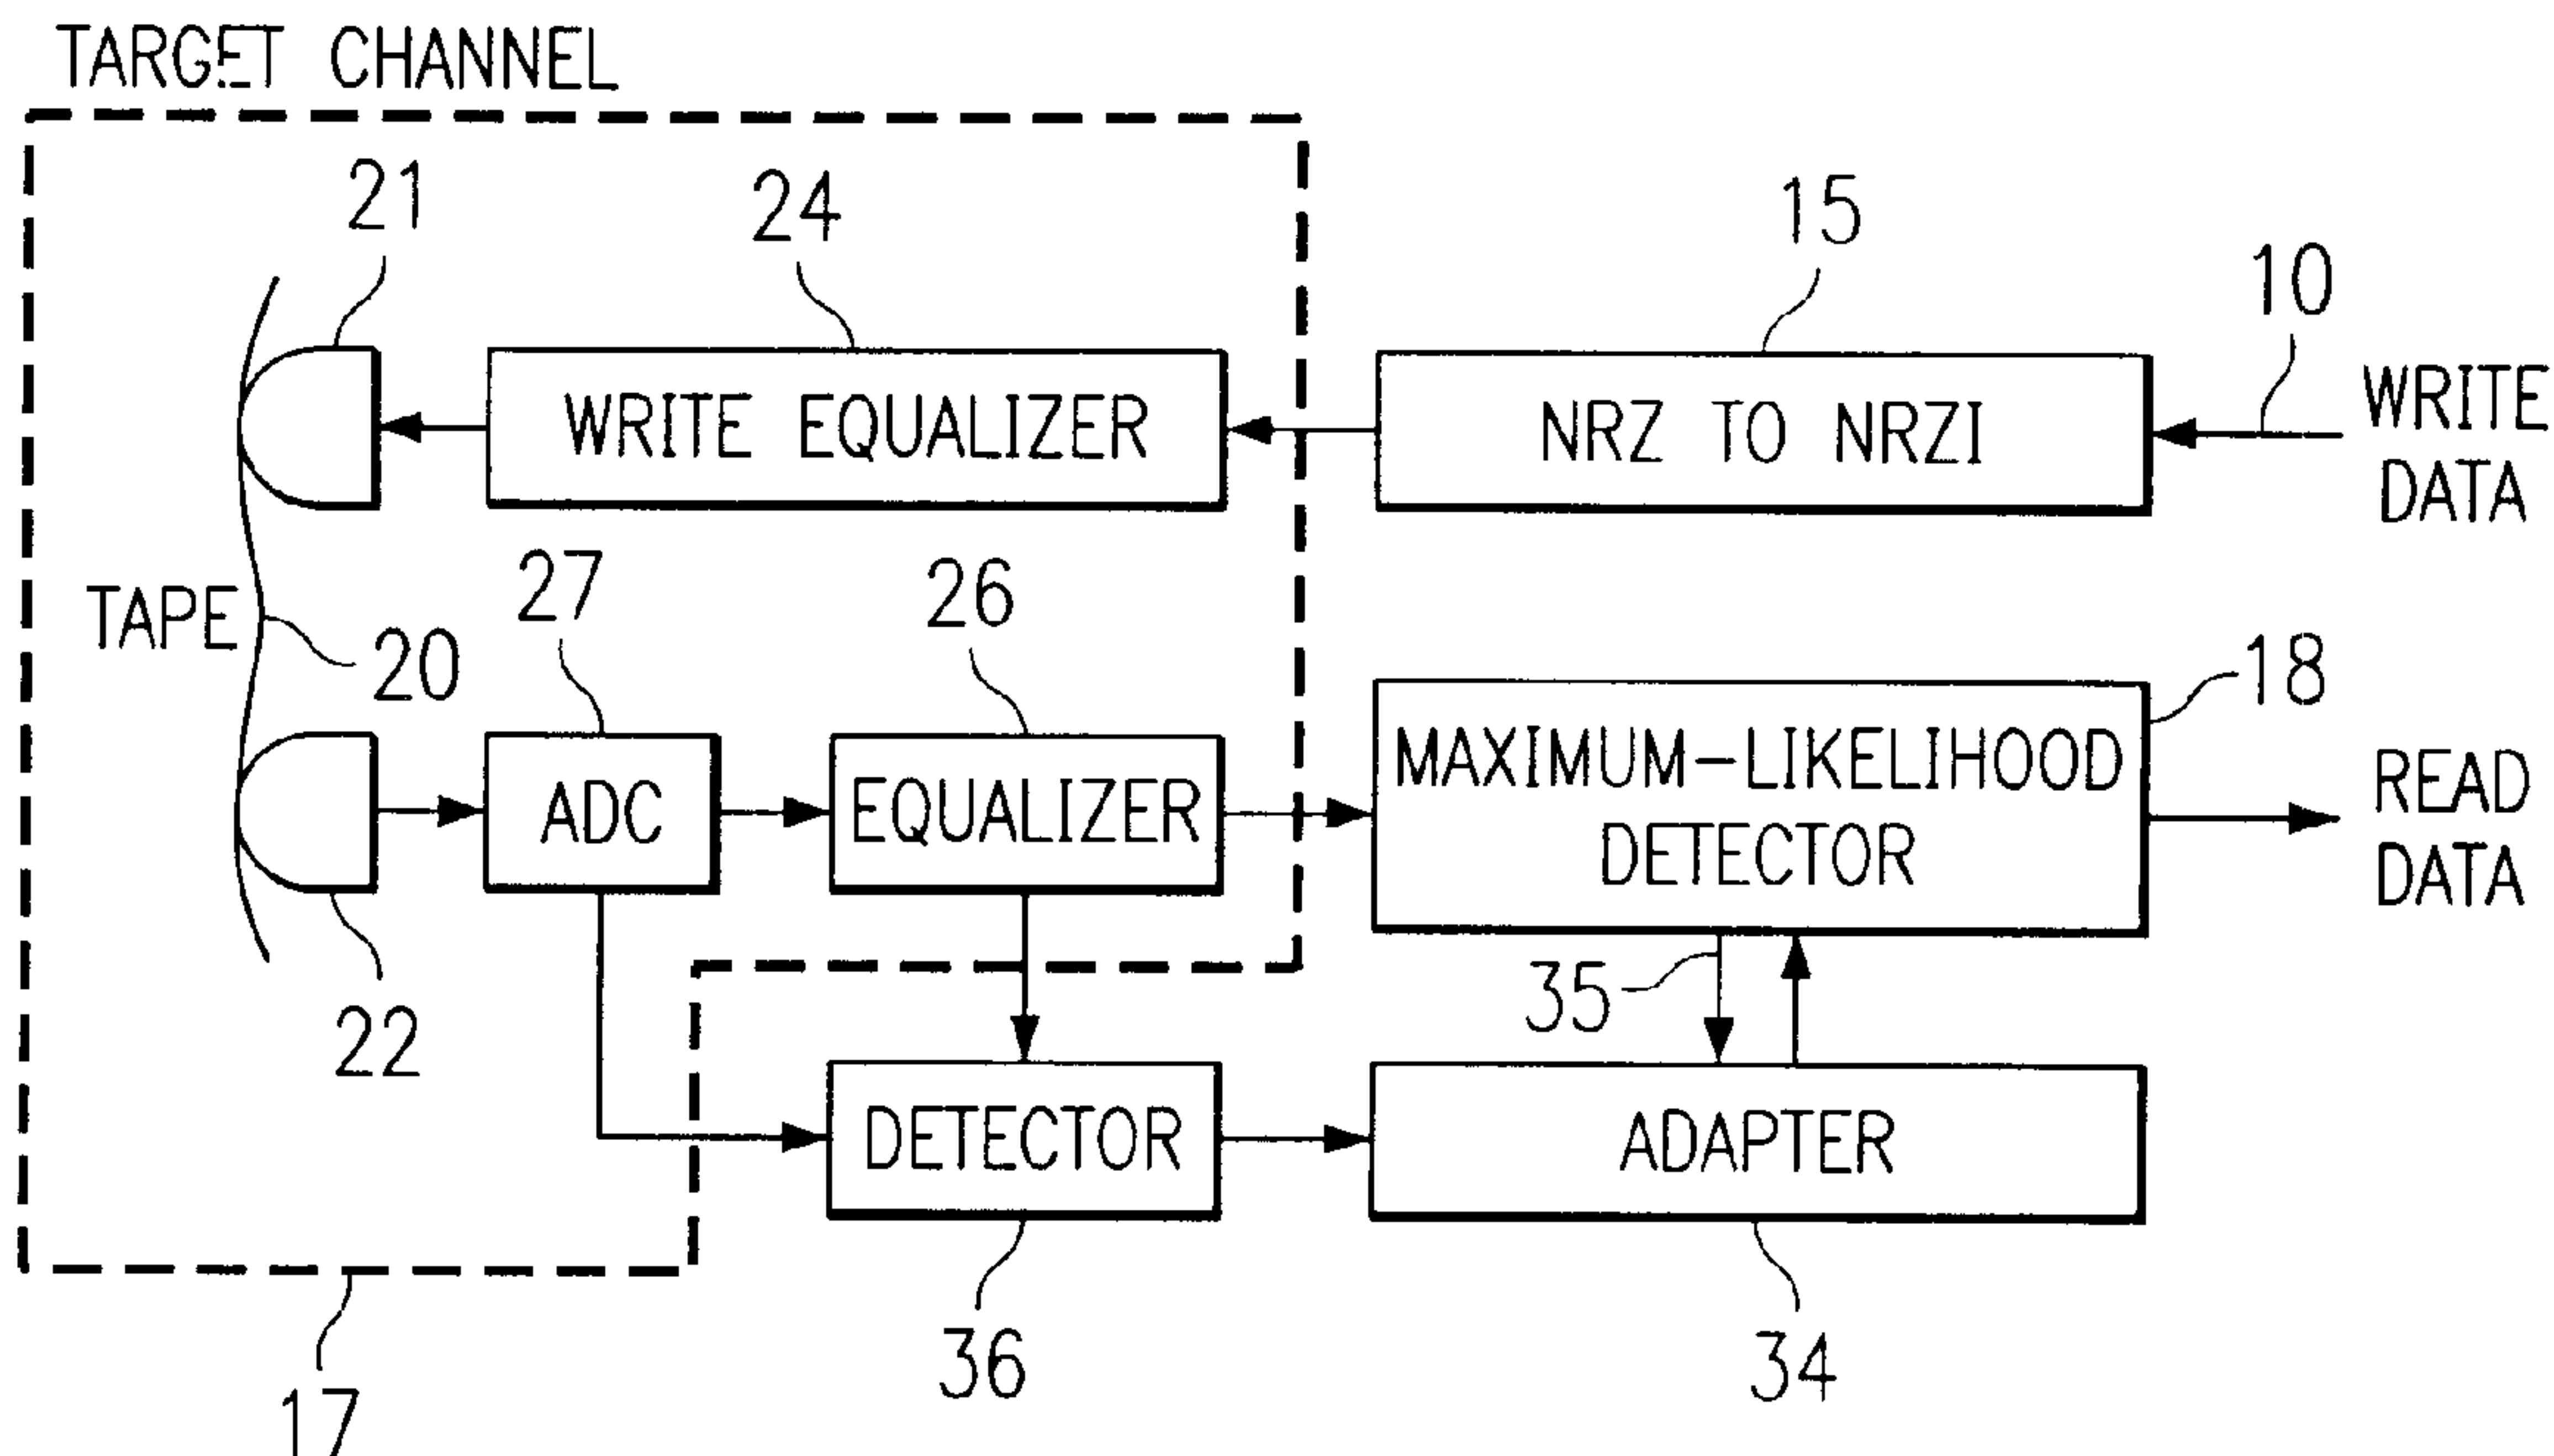 TARGET CHANNEL
21
24
15
10
WRITE EQUALIZER
NRZ TO NRZI
WRITE
DATA
27
26
TAPE
20
18
ADC
EQUALIZER
MAXIMUM-LIKELIHOOD
DETECTOR
READ
DATA
35
22
DETECTOR
ADAPTER
36
34
17